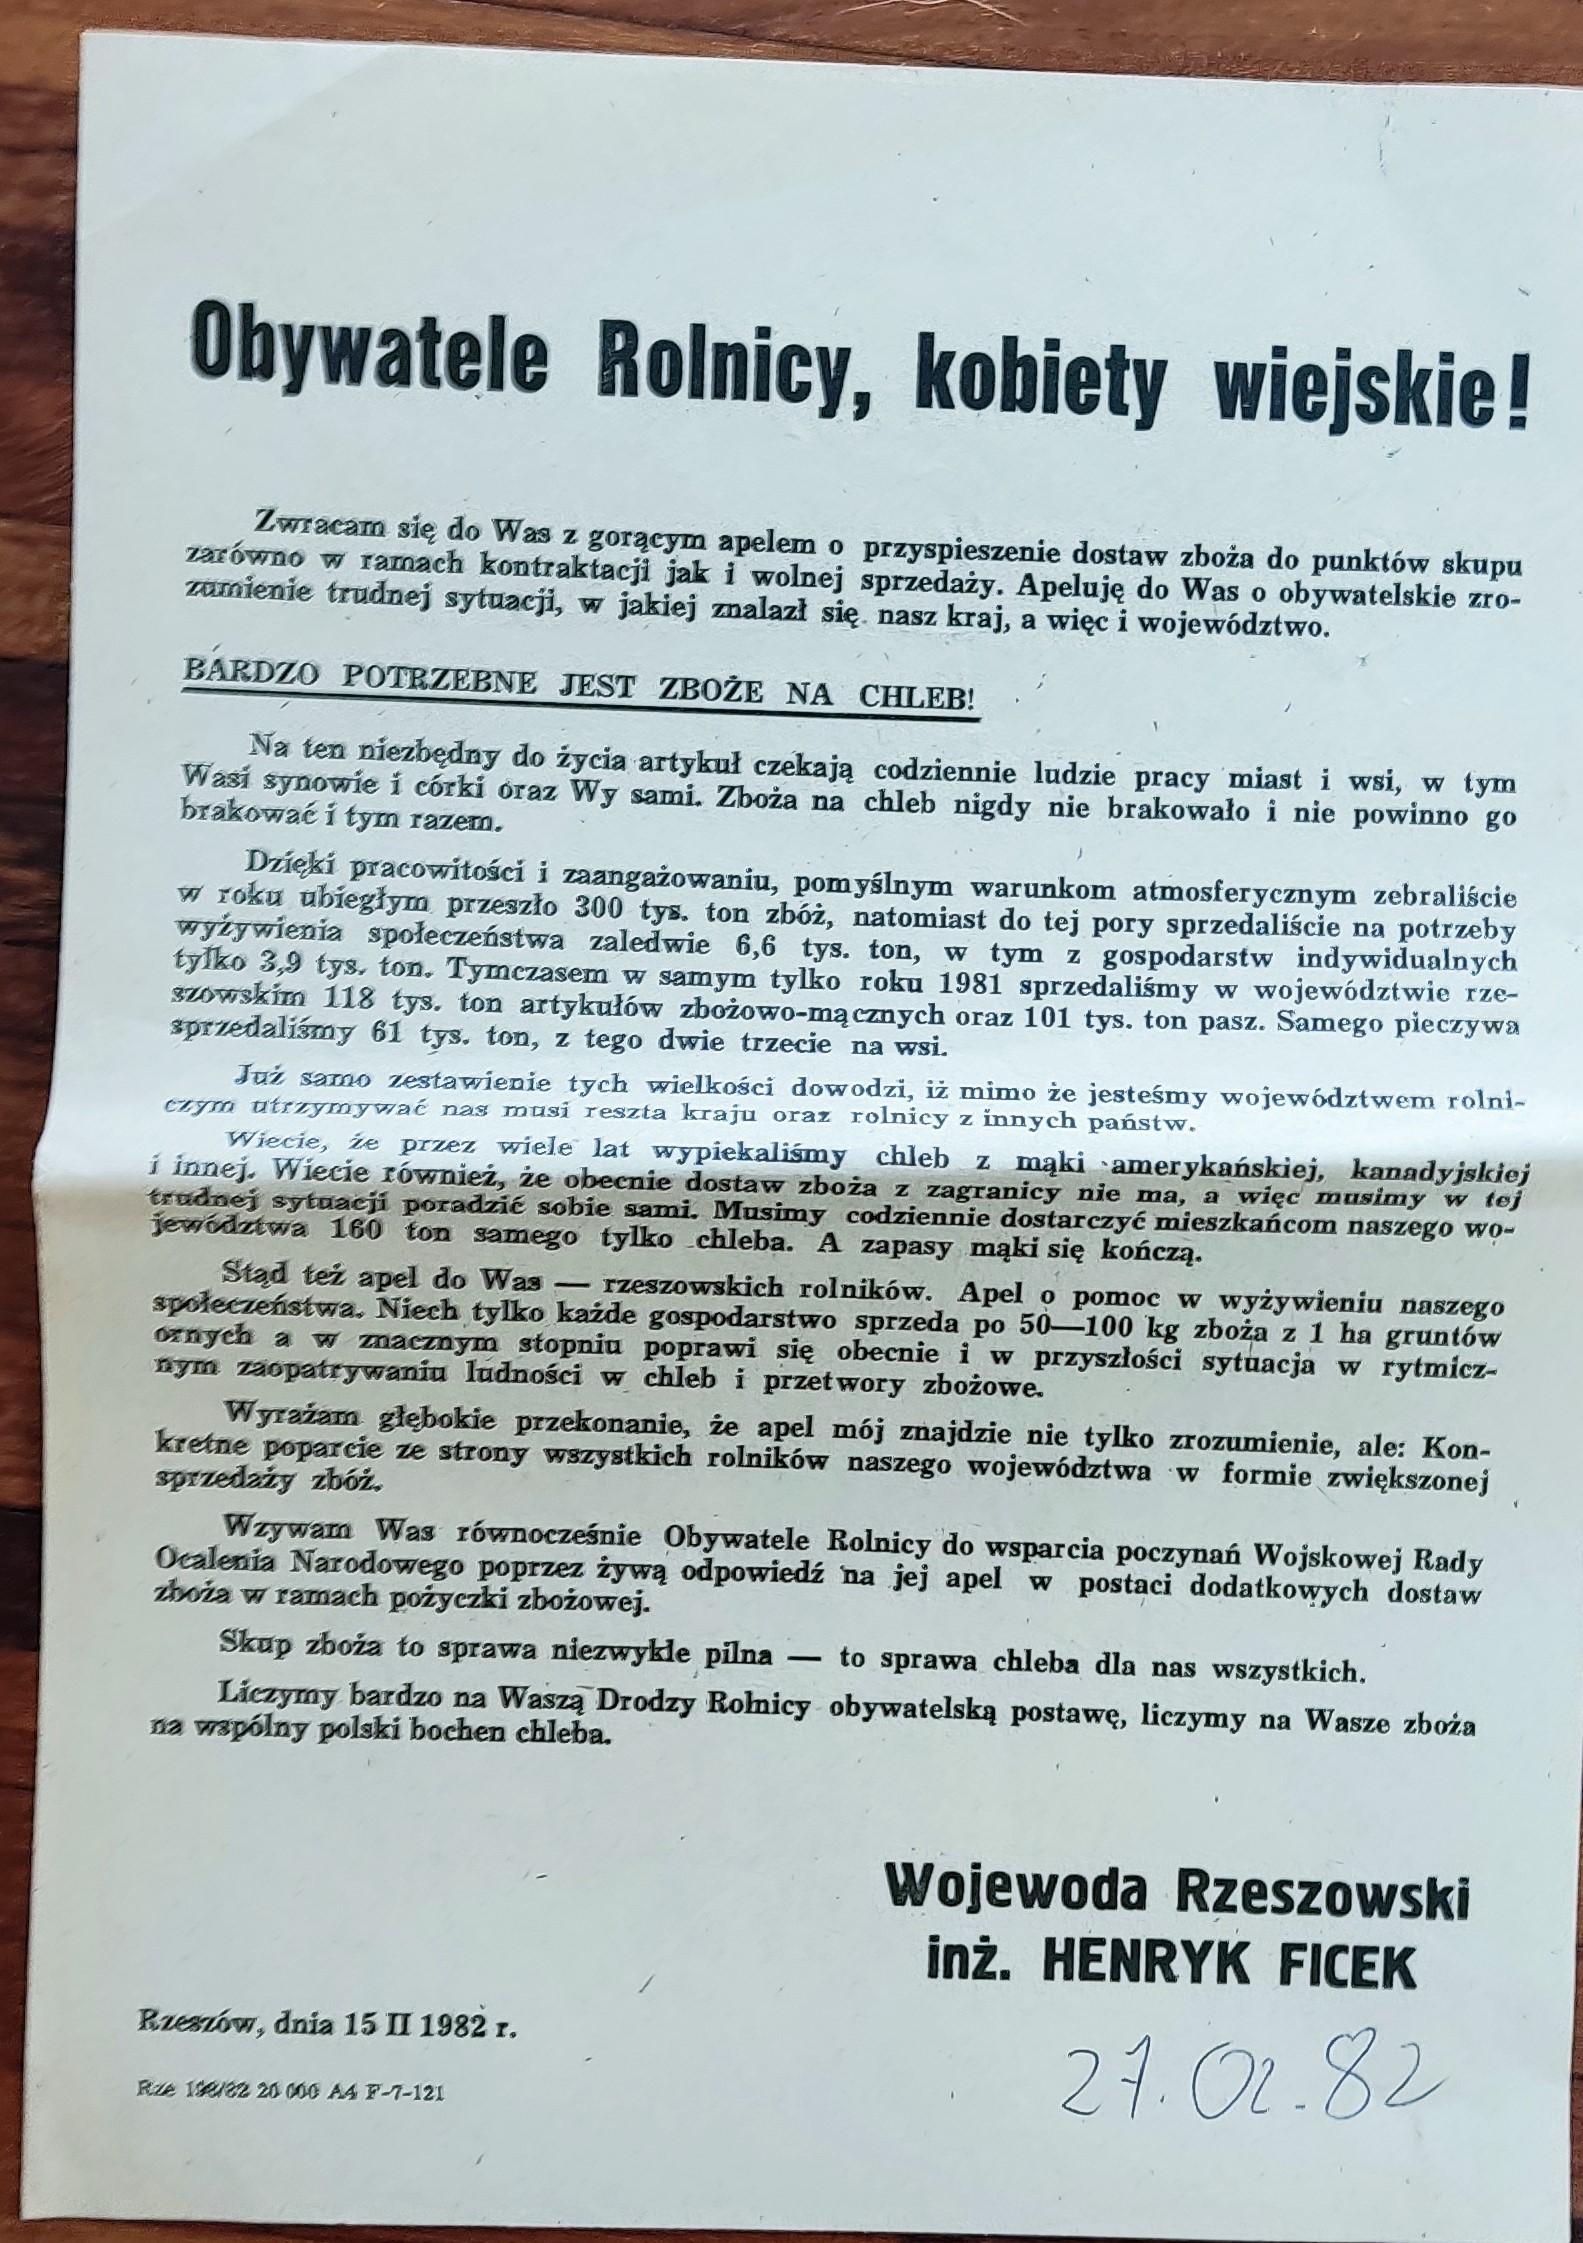 Obywatele Rolnicy, kobiety wiejskie!
Zwracam się do Was z gorącym apelem o przyspieszenie dostaw zboża do punktów skupu
zarówno w ramach kontraktacji jak i wolnej sprzedaży. Apeluję do Was o obywatelskie zro-
zumienie trudnej sytuacji, w jakiej znalazł się nasz kraj, a więc i województwo.
BARDZO POTRZEBNE JEST ZBOŻE NA CHLEB!
Na ten niezbędny do życia artykuł czekają codziennie ludzie pracy miast i wsi, w tym
Wasi synowie i córki oraz Wy sami. Zboża na chleb nigdy nie brakowało i nie powinno go
brakować i tym razem.
Dzięki pracowitości i zaangażowaniu, pomyślnym warunkom atmosferycznym zebraliście
w roku ubiegłym przeszło 300 tys. ton zbóż, natomiast do tej pory sprzedaliście na potrzeby
wyżywienia społeczeństwa zaledwie 6,6 tys. ton, w tym z gospodarstw indywidualnych
tylko 3,9 tys. ton. Tymczasem w samym tylko roku 1981 sprzedaliśmy w województwie rze-
szowskim 118 tys. ton artykułów zbożowo-mącznych oraz 101 tys. ton pasz. Samego pieczywa
sprzedaliśmy 61 tys. ton, z tego dwie trzecie na wsi.
Już samo zestawienie tych wielkości dowodzi, iż mimo że jesteśmy województwem rolni-
czym utrzymywać nas musi reszta kraju oraz rolnicy z innych państw.
Wiecie, że przez wiele lat wypiekaliśmy chleb z mąki amerykańskiej, kanadyjskiej
i innej. Wiecie również, że obecnie dostaw zboża z zagranicy nie ma, a więc musimy w tej
trudnej sytuacji poradzić sobie sami. Musimy codziennie dostarczyć mieszkańcom naszego wo-
jewództwa 160 ton samego tylko chleba. A zapasy mąki się kończą.
Stąd też apel do Was — rzeszowskich rolników. Apel o pomoc w wyżywieniu naszego
społeczeństwa. Niech tylko każde gospodarstwo sprzeda po 50—100 kg zboża z 1 ha gruntów
ornych a w znacznym stopniu poprawi się obecnie i w przyszłości sytuacja w rytmicz-
nym zaopatrywaniu ludności w chleb i przetwory zbożowe.
Wyrażam głębokie przekonanie, że apel mój znajdzie nie tylko zrozumienie, ale: Kon-
kretne poparcie ze strony wszystkich rolników naszego województwa w formie zwiększonej
sprzedaży zbóż.
Wzywam Was równocześnie Obywatele Rolnicy do wsparcia poczynań Wojskowej Rady
Ocalenia Narodowego poprzez żywą odpowiedź na jej apel w postaci dodatkowych dostaw
zboża w ramach pożyczki zbożowej.
Skup zboża to sprawa niezwykle pilna — to sprawa chleba dla nas wszystkich.
Liczymy bardzo na Waszą Drodzy Rolnicy obywatelską postawę, liczymy na Wasze zboża
na wspólny polski bochen chleba.
Wojewoda Rzeszowski
inż. HENRYK FICEK
Rzeszów, dnia 15 II 1982 r.
27.02.82
Rze 20 000 A4 F-7-121